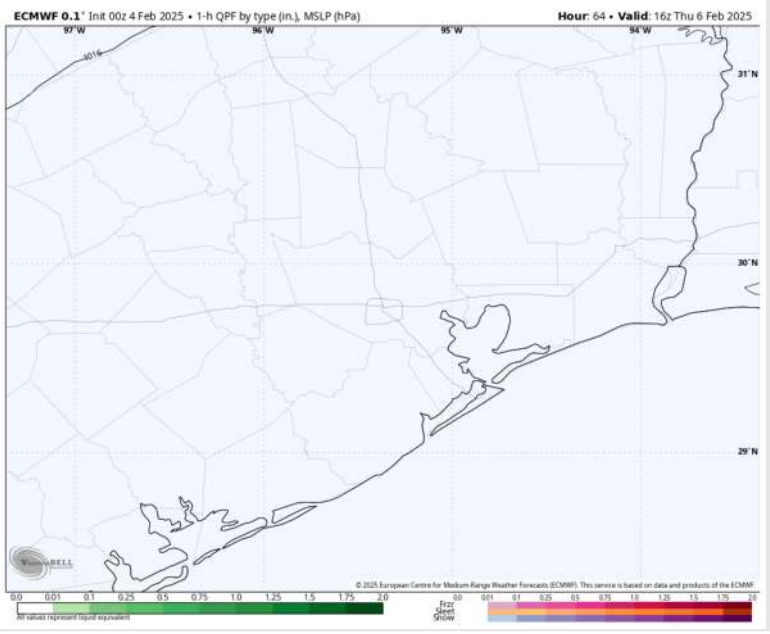 ECMWF 0.1° Init 00z 4 Feb 2025 • 1-h QPF by type (in.), MSLP (hPa) Hour: 64 • Valid: 16z Thu 6 Feb 2025
97°W 96°W 95°W 94°W
1016
31°N
30°N
29°N
WeatherBELL
© 2025 European Centre for Medium-Range Weather Forecasts (ECMWF). This service is based on data and products of the ECMWF
0.0 0.01 0.1 0.25 0.5 0.75 1.0 1.25 1.5 1.75 2.0
All values represent liquid equivalent
0.0 0.01 0.1 0.25 0.5 0.75 1.0 1.25 1.5 1.75 2.0
Frzr
Sleet
Snow